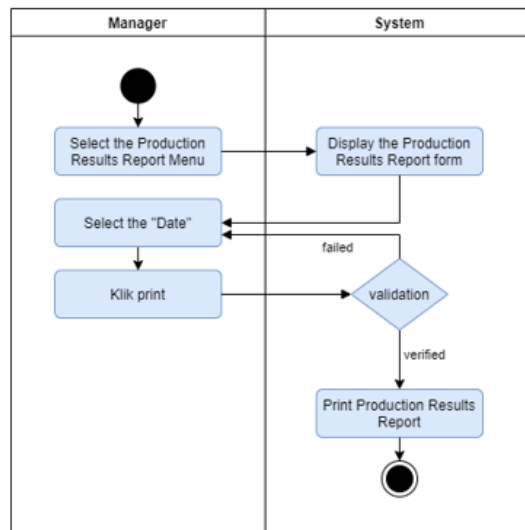 Manager
System
Select the Production
Results Report Menu
Display the Production
Results Report form
Select the "Date"
failed
Klik print
validation
verified
Print Production Results
Report